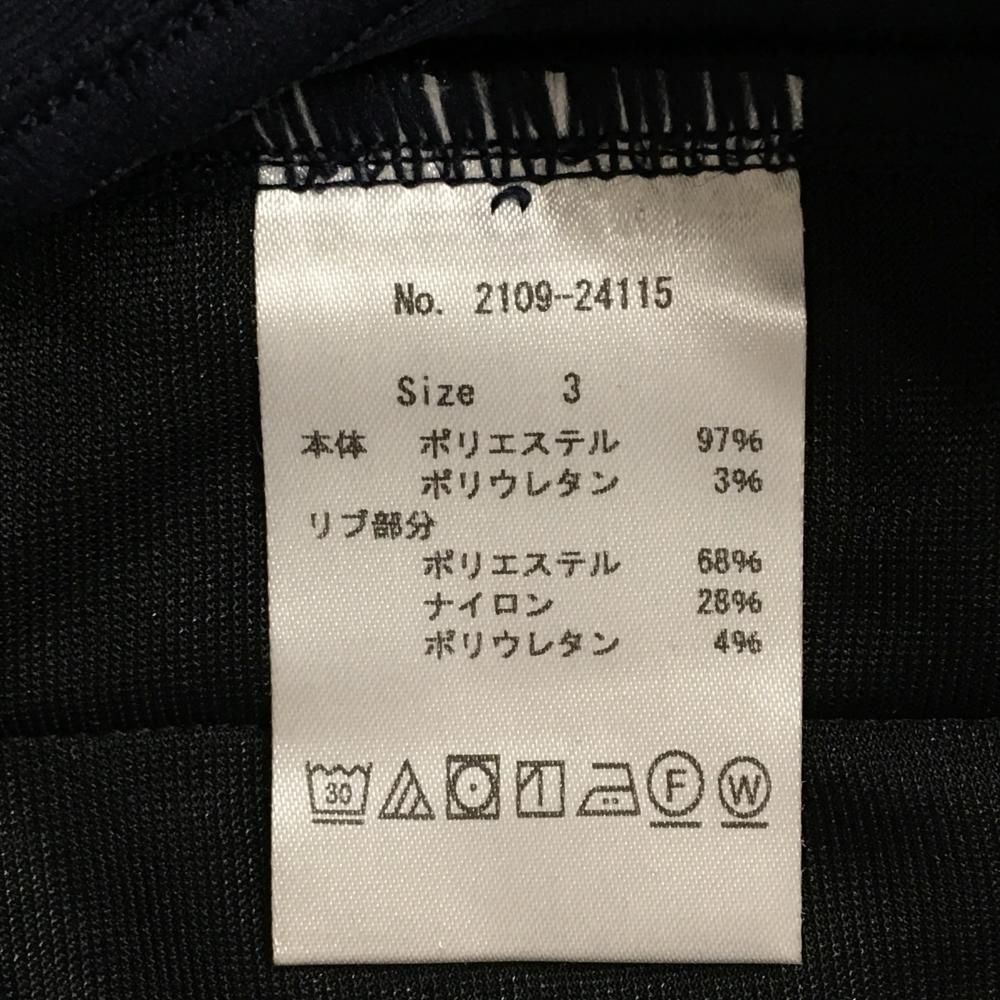 No. 2109-24115
Size 3
本体 ポリエステル 97%
ポリウレタン 3%
リブ部分
ポリエステル 68%
ナイロン 28%
ポリウレタン 4%
30 F W